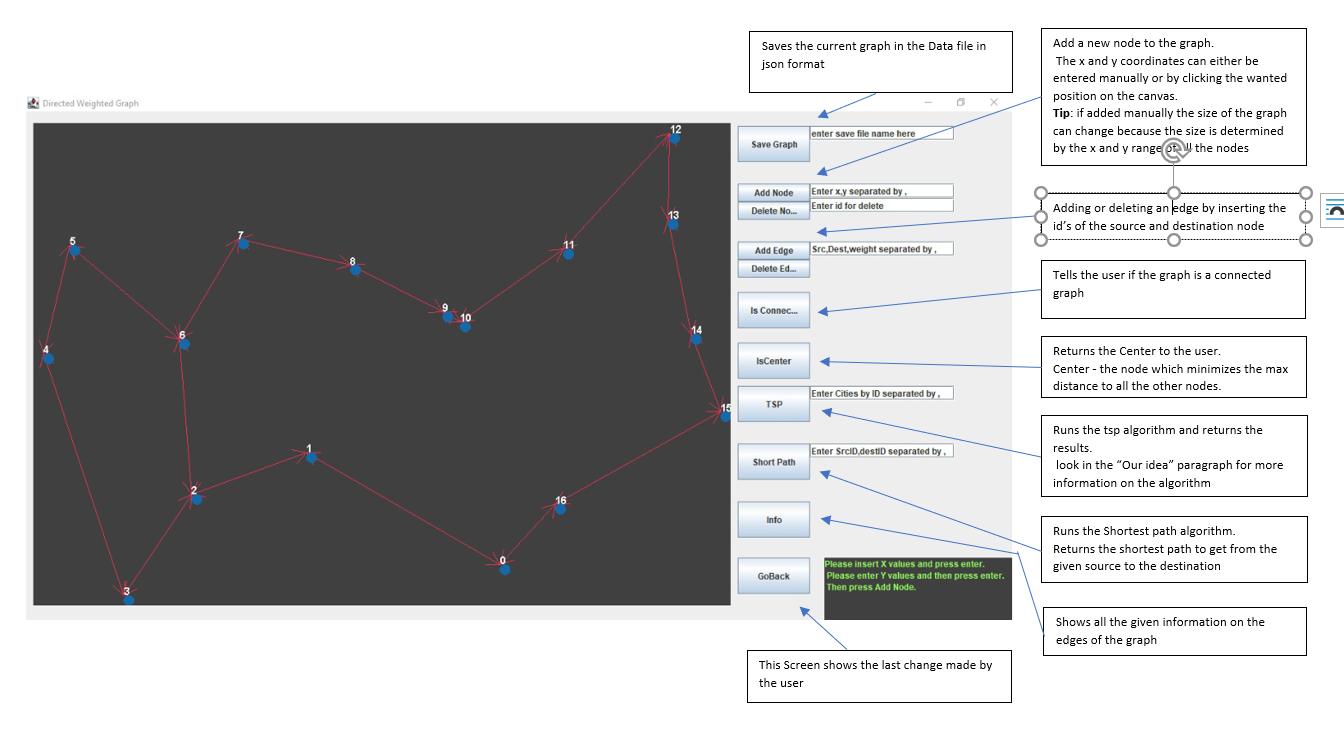 Saves the current graph in the Data file in
json format
Add a new node to the graph.
The x and y coordinates can either be
entered manually or by clicking the wanted
position on the canvas.
Tip: if added manually the size of the graph
can change because the size is determined
by the x and y range of all the nodes
Directed Weighted Graph
12
13
5
7
8
11
9
10
6
14
4
15
1
2
16
0
3
Save Graph
enter save file name here
Add Node
Enter x,y separated by ,
Delete No...
Enter id for delete
Add Edge
Src,Dest,weight separated by ,
Delete Ed...
Is Connec...
IsCenter
TSP
Enter Cities by ID separated by ,
Short Path
Enter SrcID,destID separated by ,
Info
GoBack
Please insert X values and press enter.
Please enter Y values and then press enter.
Then press Add Node.
Adding or deleting an edge by inserting the
id's of the source and destination node
Tells the user if the graph is a connected
graph
Returns the Center to the user.
Center - the node which minimizes the max
distance to all the other nodes.
Runs the tsp algorithm and returns the
results.
look in the “Our idea” paragraph for more
information on the algorithm
Runs the Shortest path algorithm.
Returns the shortest path to get from the
given source to the destination
Shows all the given information on the
edges of the graph
This Screen shows the last change made by
the user